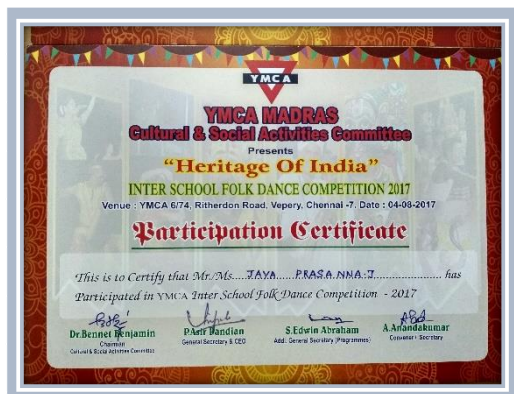 YMCA
YMCA MADRAS
Cultural & Social Activities Committee
Presents
“Heritage Of India”
INTER SCHOOL FOLK DANCE COMPETITION 2017
Venue : YMCA 6/74, Ritherdon Road, Vepery, Chennai -7. Date : 04-08-2017
Participation Certificate
This is to Certify that Mr./Ms....JAYA.....PRASANNA-J................. has
Participated in YMCA Inter School Folk Dance Competition - 2017
Dr.Bennet Benjamin P.Asir Pandian S.Edwin Abraham A.Anandakumar
Chairman General Secretary & CEO Addl. General Secretary (Programmes) Convener - Secretary
Cultural & Social Activities Committee